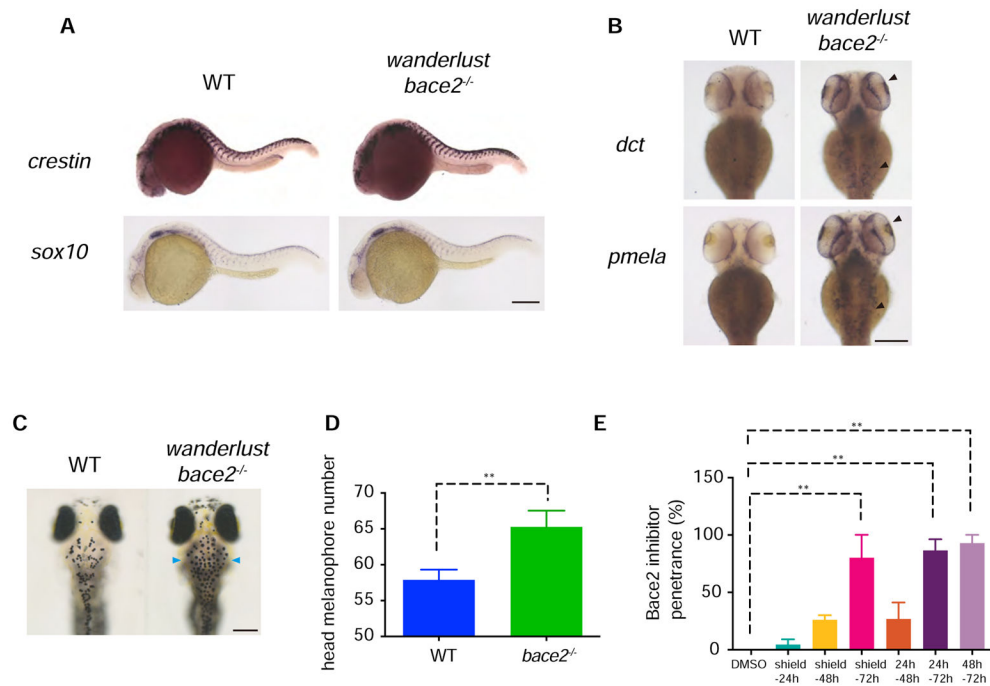 A
WT
wanderlust
bace2-/-
crestin
sox10
B
WT
wanderlust
bace2-/-
dct
pmela
C
WT
wanderlust
bace2-/-
D
head melanophore number
70
65
60
55
50
**
WT
bace2-/-
E
Bace2 inhibitor
penetrance (%)
150
100
50
0
**
**
**
DMSO
shield
-24h
shield
-48h
shield
-72h
24h
-48h
24h
-72h
48h
-72h